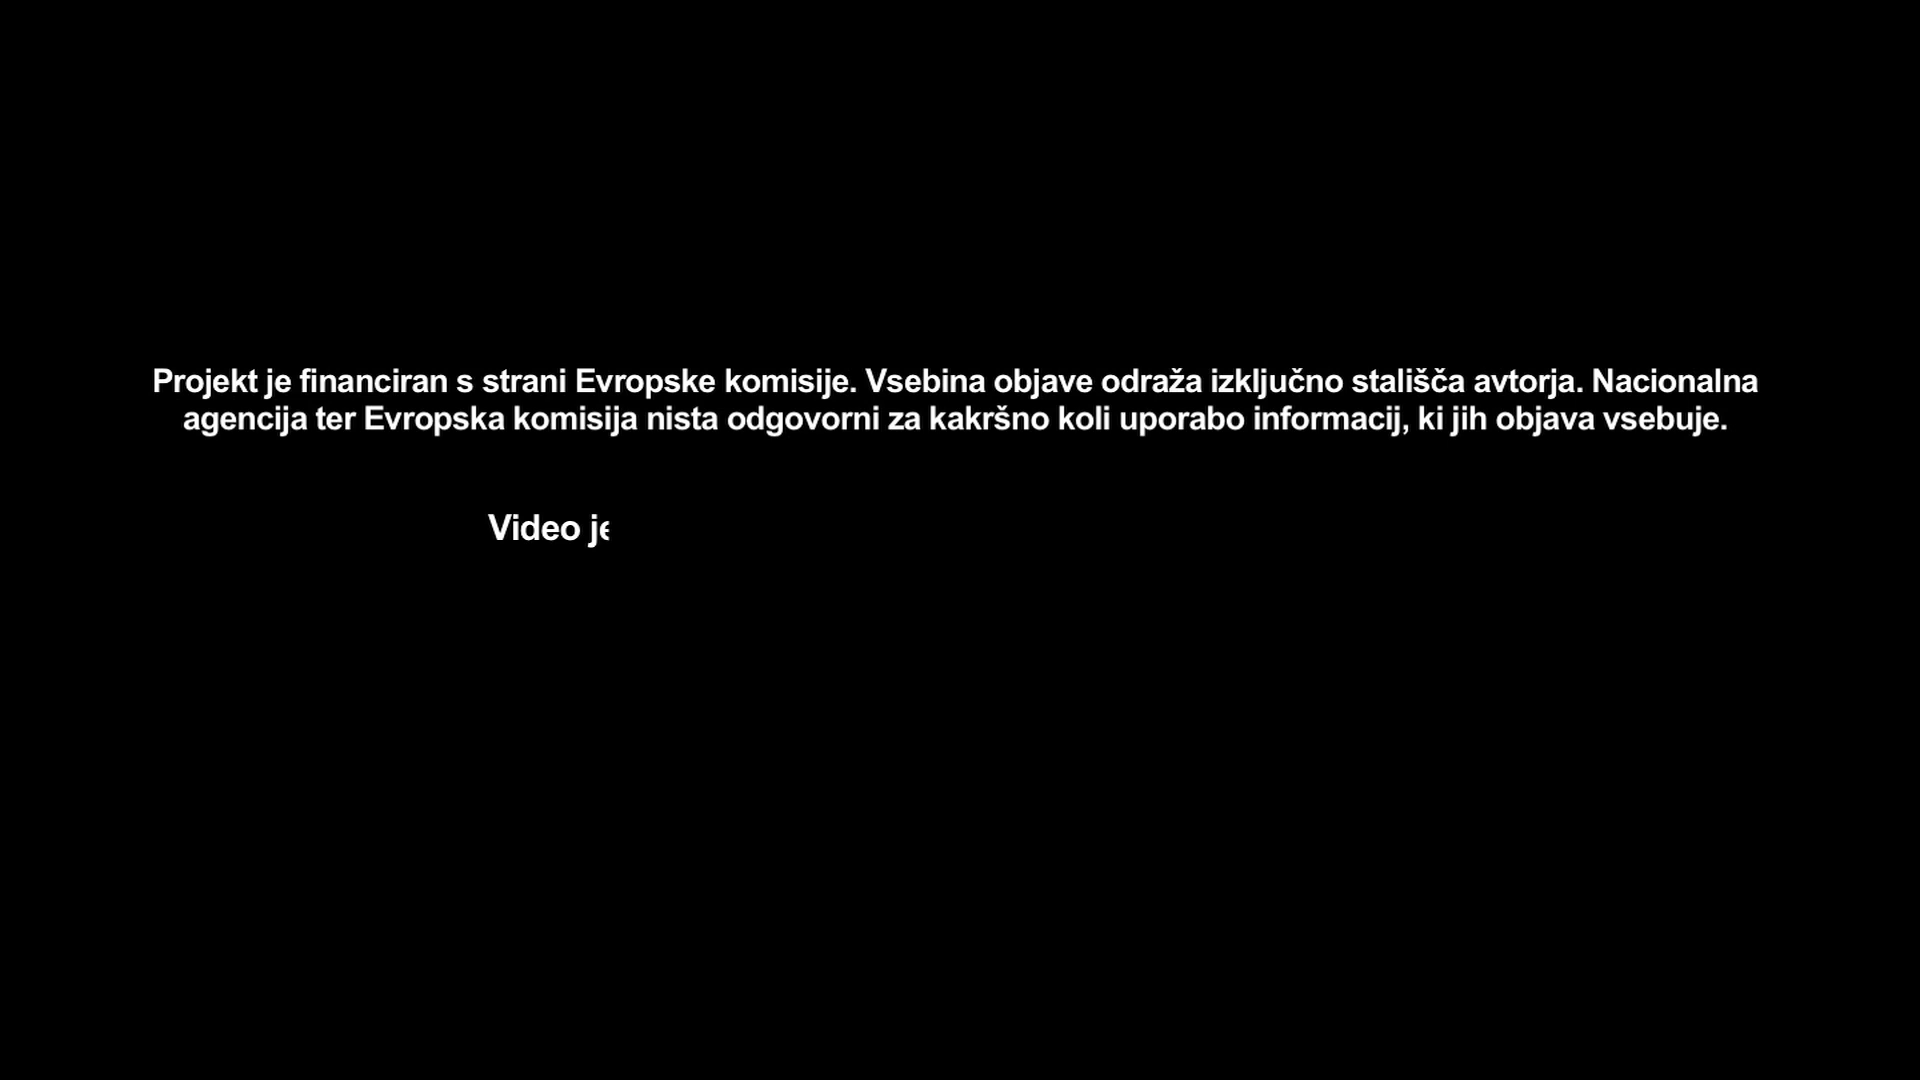 Projekt je financiran s strani Evropske komisije. Vsebina objave odraža izključno stališča avtorja. Nacionalna
agencija ter Evropska komisija nista odgovorni za kakršno koli uporabo informacij, ki jih objava vsebuje.
Video je